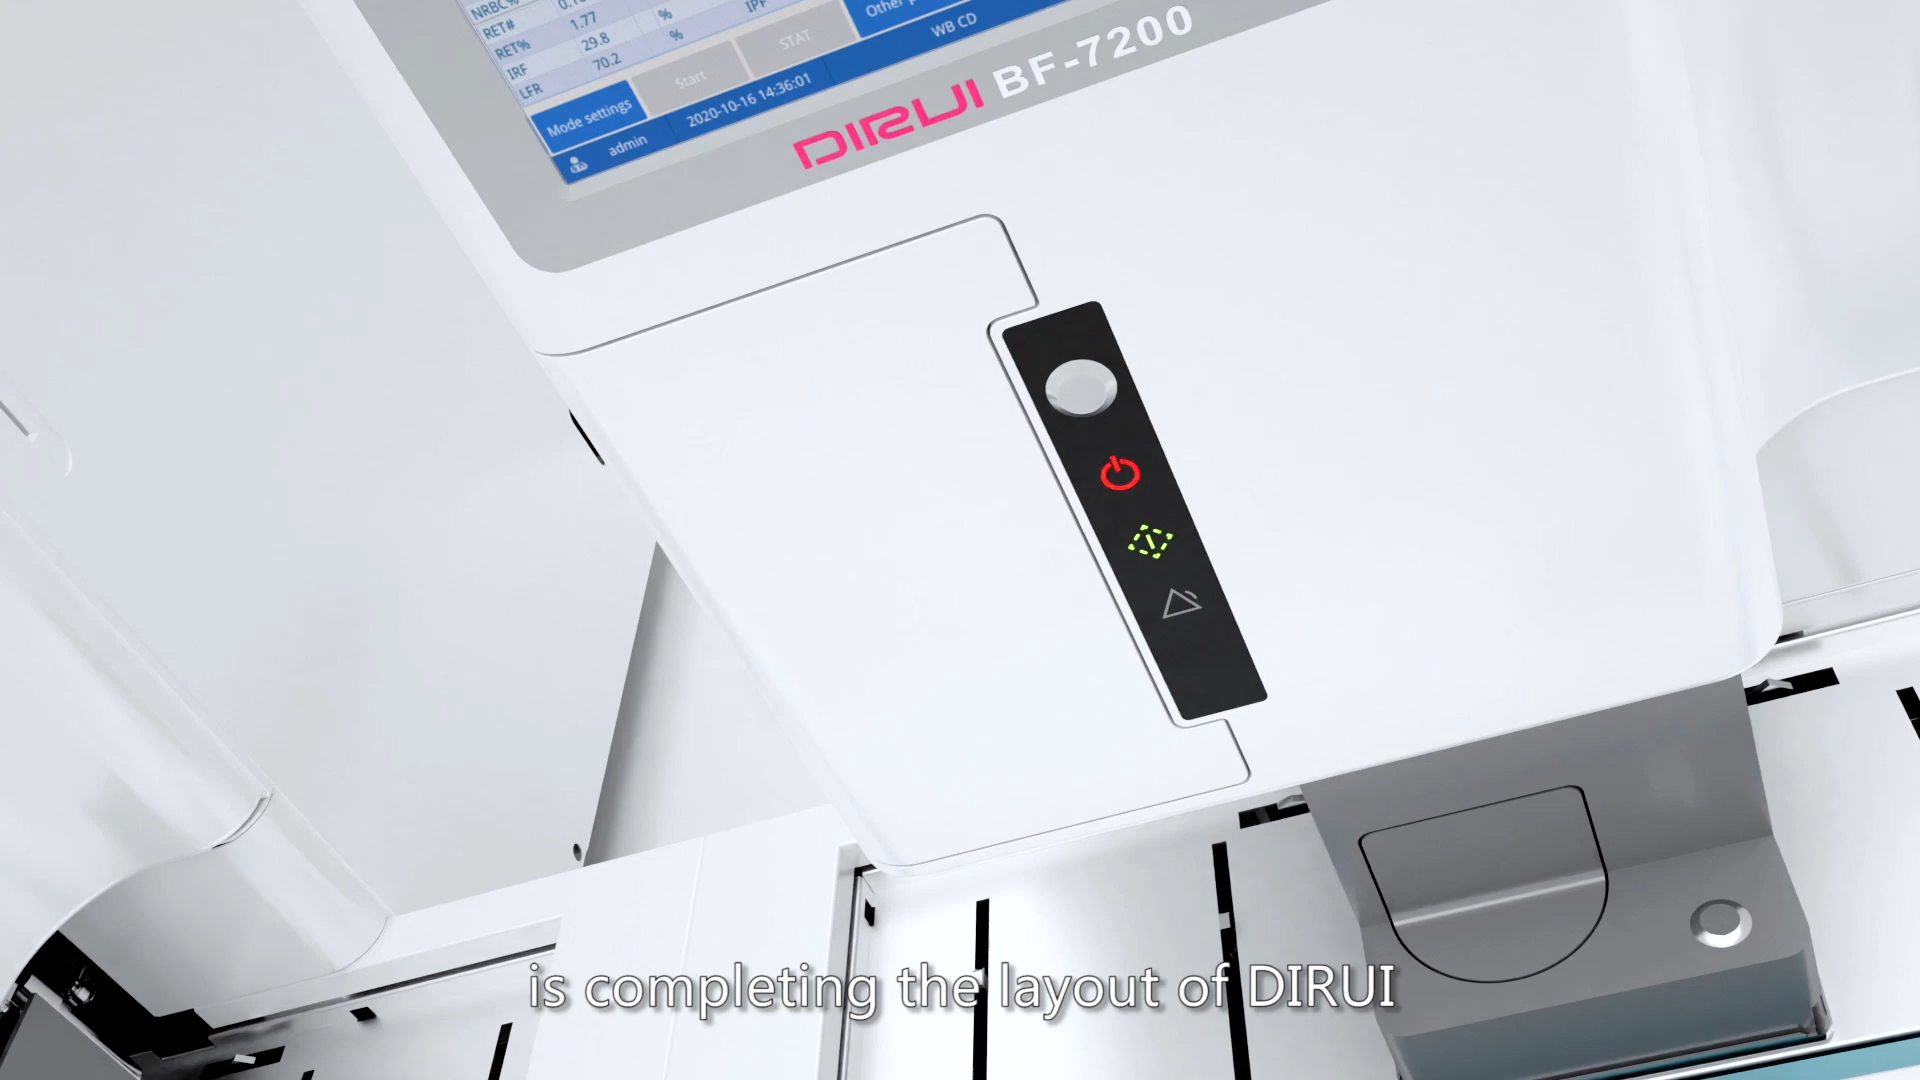 NRBC%
RET# 1.77 % IPF
RET% 29.8 %
IRF 70.2
LFR
Start
STAT
Other
Mode settings
admin 2020-10-16 14:36:01 WB CD
DIRUI BF-7200
is completing the layout of DIRUI